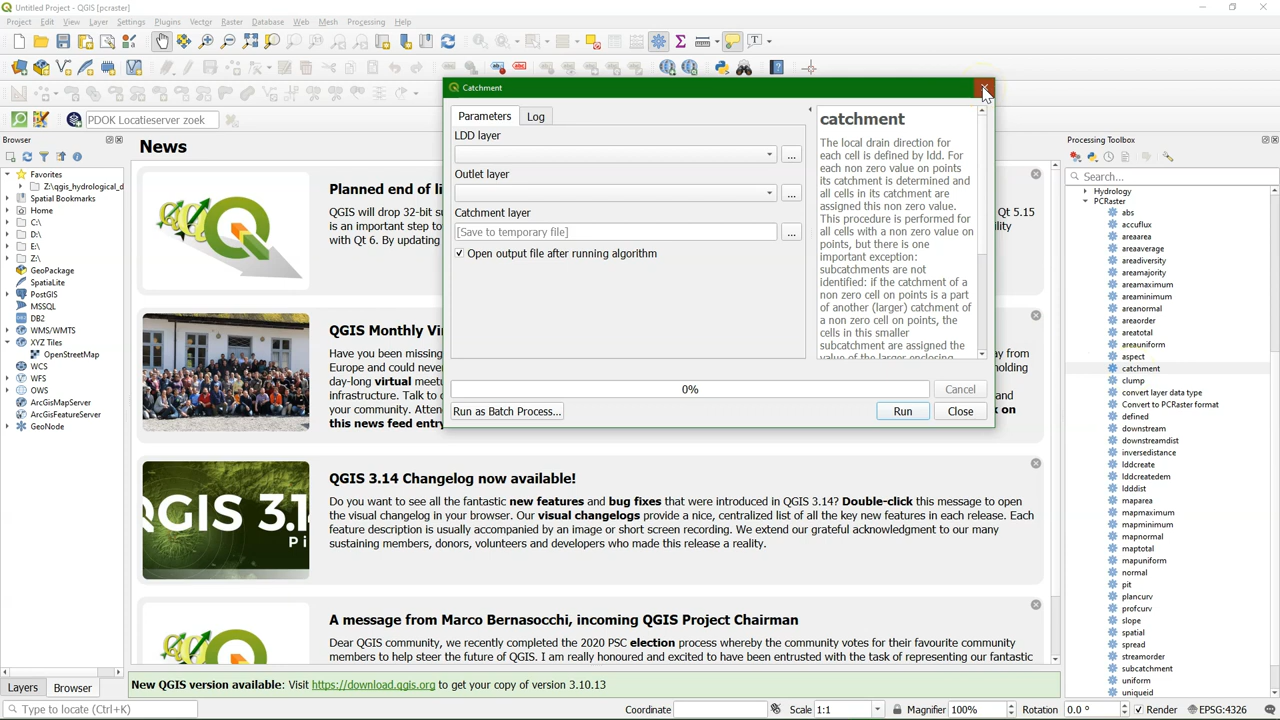 Untitled Project - QGIS [pcraster]
Project Edit View Layer Settings Plugins Vector Raster Database Web Mesh Processing Help
PDOK Locatieserver zoek
Browser
Favorites
Z:\qgis_hydrological_d
Spatial Bookmarks
Home
C:\
D:\
E:\
Z:\
GeoPackage
SpatiaLite
PostGIS
MSSQL
DB2
WMS/WMTS
XYZ Tiles
OpenStreetMap
WCS
WFS
OWS
ArcGisMapServer
ArcGisFeatureServer
GeoNode
Layers Browser
News
Planned end of li
QGIS will drop 32-bit su
is an important step to
with Qt 6. By updating
Qt 5.15
ility
QGIS Monthly Vir
Have you been missing
Europe and could never
day-long virtual meetu
infrastructure. Talk to c
your community. Atten
this news feed entry
ay from
olding
and
on
QGIS 3.1
Pi
QGIS 3.14 Changelog now available!
Do you want to see all the fantastic new features and bug fixes that were introduced in QGIS 3.14? Double-click this message to open
the visual changelog in your browser. Our visual changelogs provide a nice, centralized list of all the key new features in each release. Each
feature description is usually accompanied by an image or short screen recording. We extend our grateful acknowledgment to our many
sustaining members, donors, volunteers and developers who made this release a reality.
A message from Marco Bernasocchi, incoming QGIS Project Chairman
Dear QGIS community, we recently completed the 2020 PSC election process whereby the community votes for their favourite community
members to help steer the future of QGIS. I am really honoured and excited to have been entrusted with the task of representing our fantastic
New QGIS version available: Visit https://download.qgis.org to get your copy of version 3.10.13
Catchment
Parameters Log
LDD layer
...
Outlet layer
...
Catchment layer
[Save to temporary file]
...
Open output file after running algorithm
catchment
The local drain direction for
each cell is defined by ldd. For
each non zero value on points
its catchment is determined and
all cells in its catchment are
assigned this non zero value.
This procedure is performed for
all cells with a non zero value on
points, but there is one
important exception:
subcatchments are not
identified: if the catchment of a
non zero cell on points is a part
of another (larger) catchment of
a non zero cell on points, the
cells in this smaller
subcatchment are assigned the
value of the larger enclosing
0%
Cancel
Run as Batch Process...
Run
Close
Processing Toolbox
Search...
Hydrology
PCRaster
abs
accuflux
areaarea
areaaverage
areadiversity
areamajority
areamaximum
areaminimum
areanormal
areaorder
areatotal
areauniform
aspect
catchment
clump
convert layer data type
Convert to PCRaster format
defined
downstream
downstreamdist
inversedistance
lddcreate
lddcreatedem
ldddist
maparea
mapmaximum
mapminimum
mapnormal
maptotal
mapuniform
normal
pit
plancurv
profcurv
slope
spatial
spread
streamorder
subcatchment
uniform
uniqueid
Type to locate (Ctrl+K)
Coordinate
Scale 1:1
Magnifier 100%
Rotation 0.0 °
Render
EPSG:4326